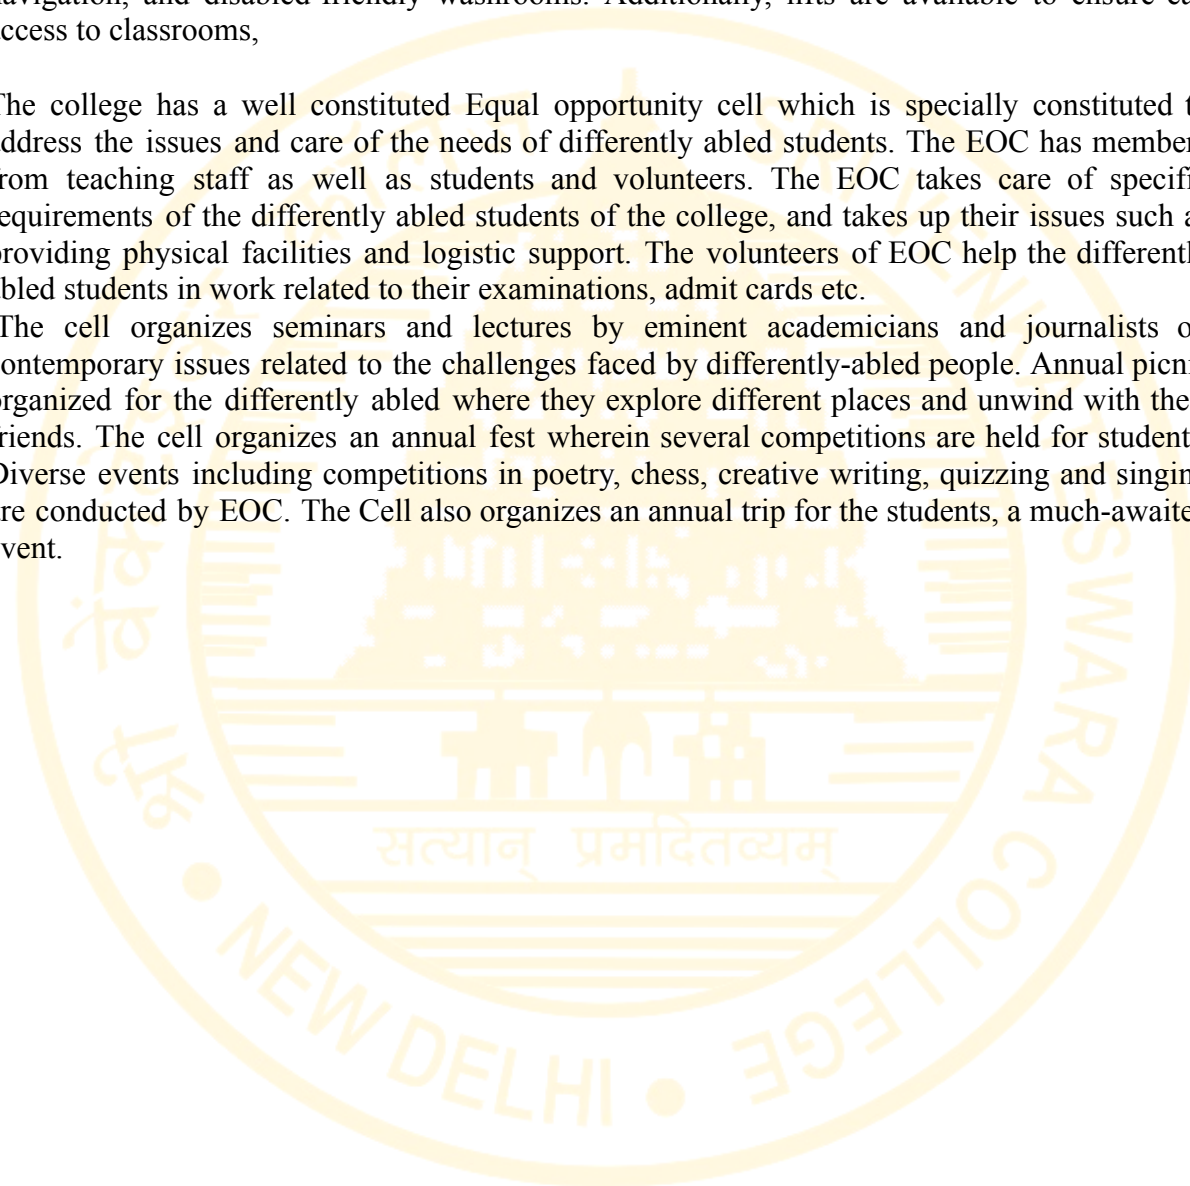 navigation, and disabled-friendly washrooms. Additionally, lifts are available to ensure ea
ccess to classrooms,
The college has a well constituted Equal opportunity cell which is specially constituted t
ddress the issues and care of the needs of differently abled students. The EOC has member
rom teaching staff as well as students and volunteers. The EOC takes care of specifi
equirements of the differently abled students of the college, and takes up their issues such a
roviding physical facilities and logistic support. The volunteers of EOC help the differentl
bled students in work related to their examinations, admit cards etc.
The cell organizes seminars and lectures by eminent academicians and journalists o
ontemporary issues related to the challenges faced by differently-abled people. Annual picni
rganized for the differently abled where they explore different places and unwind with the
riends. The cell organizes an annual fest wherein several competitions are held for student
Diverse events including competitions in poetry, chess, creative writing, quizzing and singin
re conducted by EOC. The Cell also organizes an annual trip for the students, a much-awaite
vent.
श्री वेंकटेश्वर कॉलेज
SRI VENKATESWARA COLLEGE
सत्यान् प्रमदितव्यम्
• NEW DELHI •